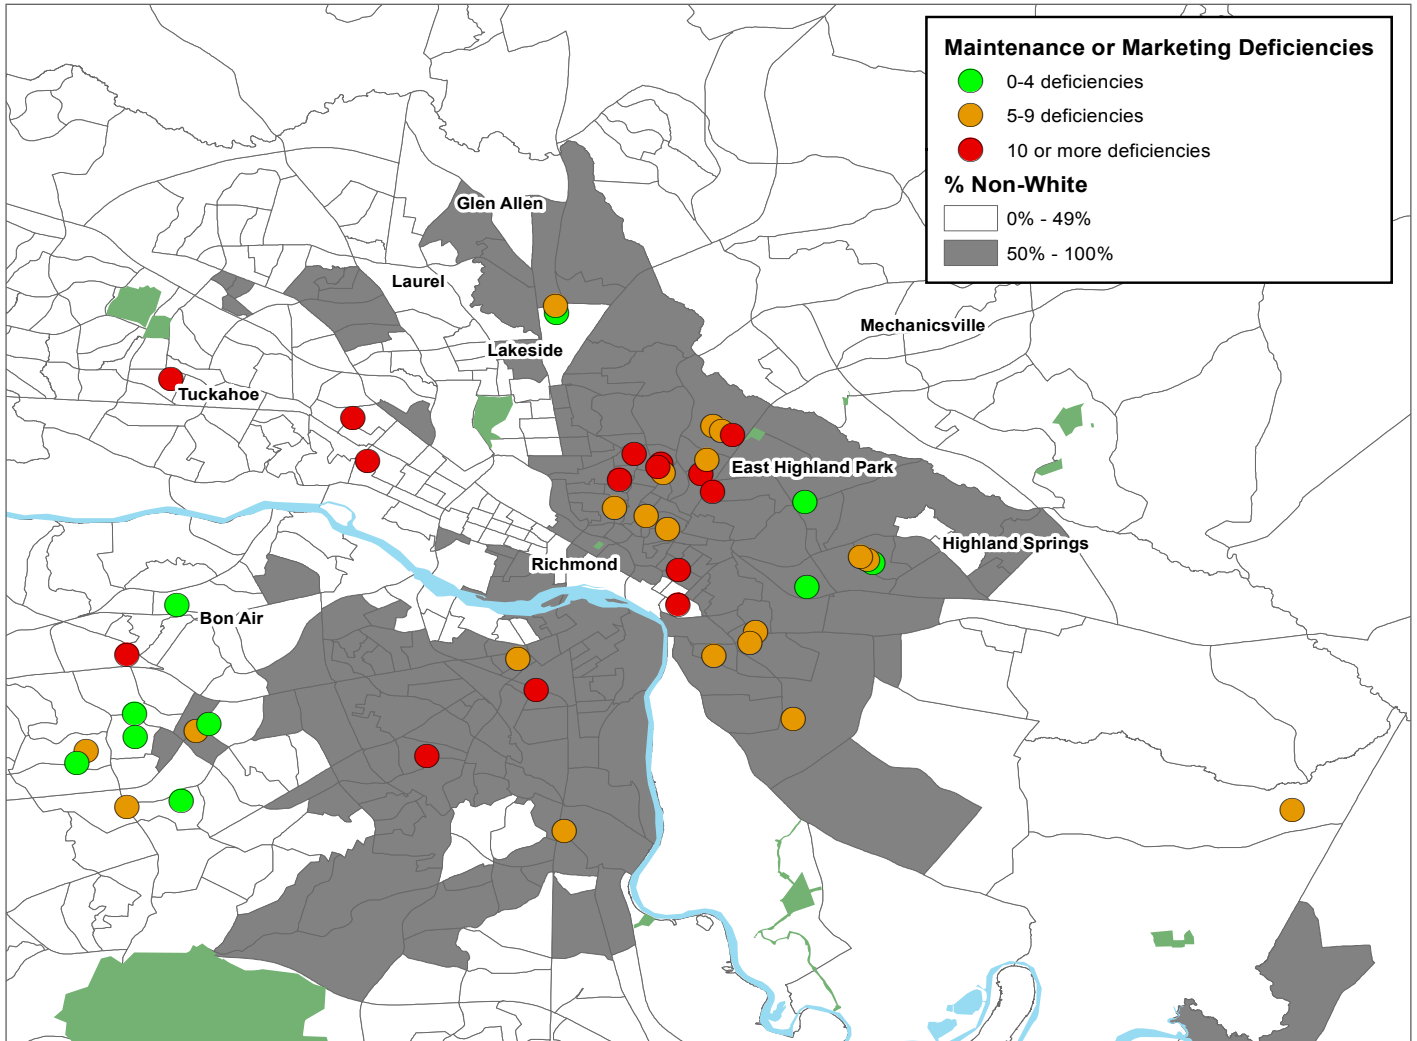 Maintenance or Marketing Deficiencies
0-4 deficiencies
5-9 deficiencies
10 or more deficiencies
% Non-White
0% - 49%
50% - 100%
Glen Allen
Laurel
Mechanicsville
Lakeside
Tuckahoe
East Highland Park
Highland Springs
Richmond
Bon Air